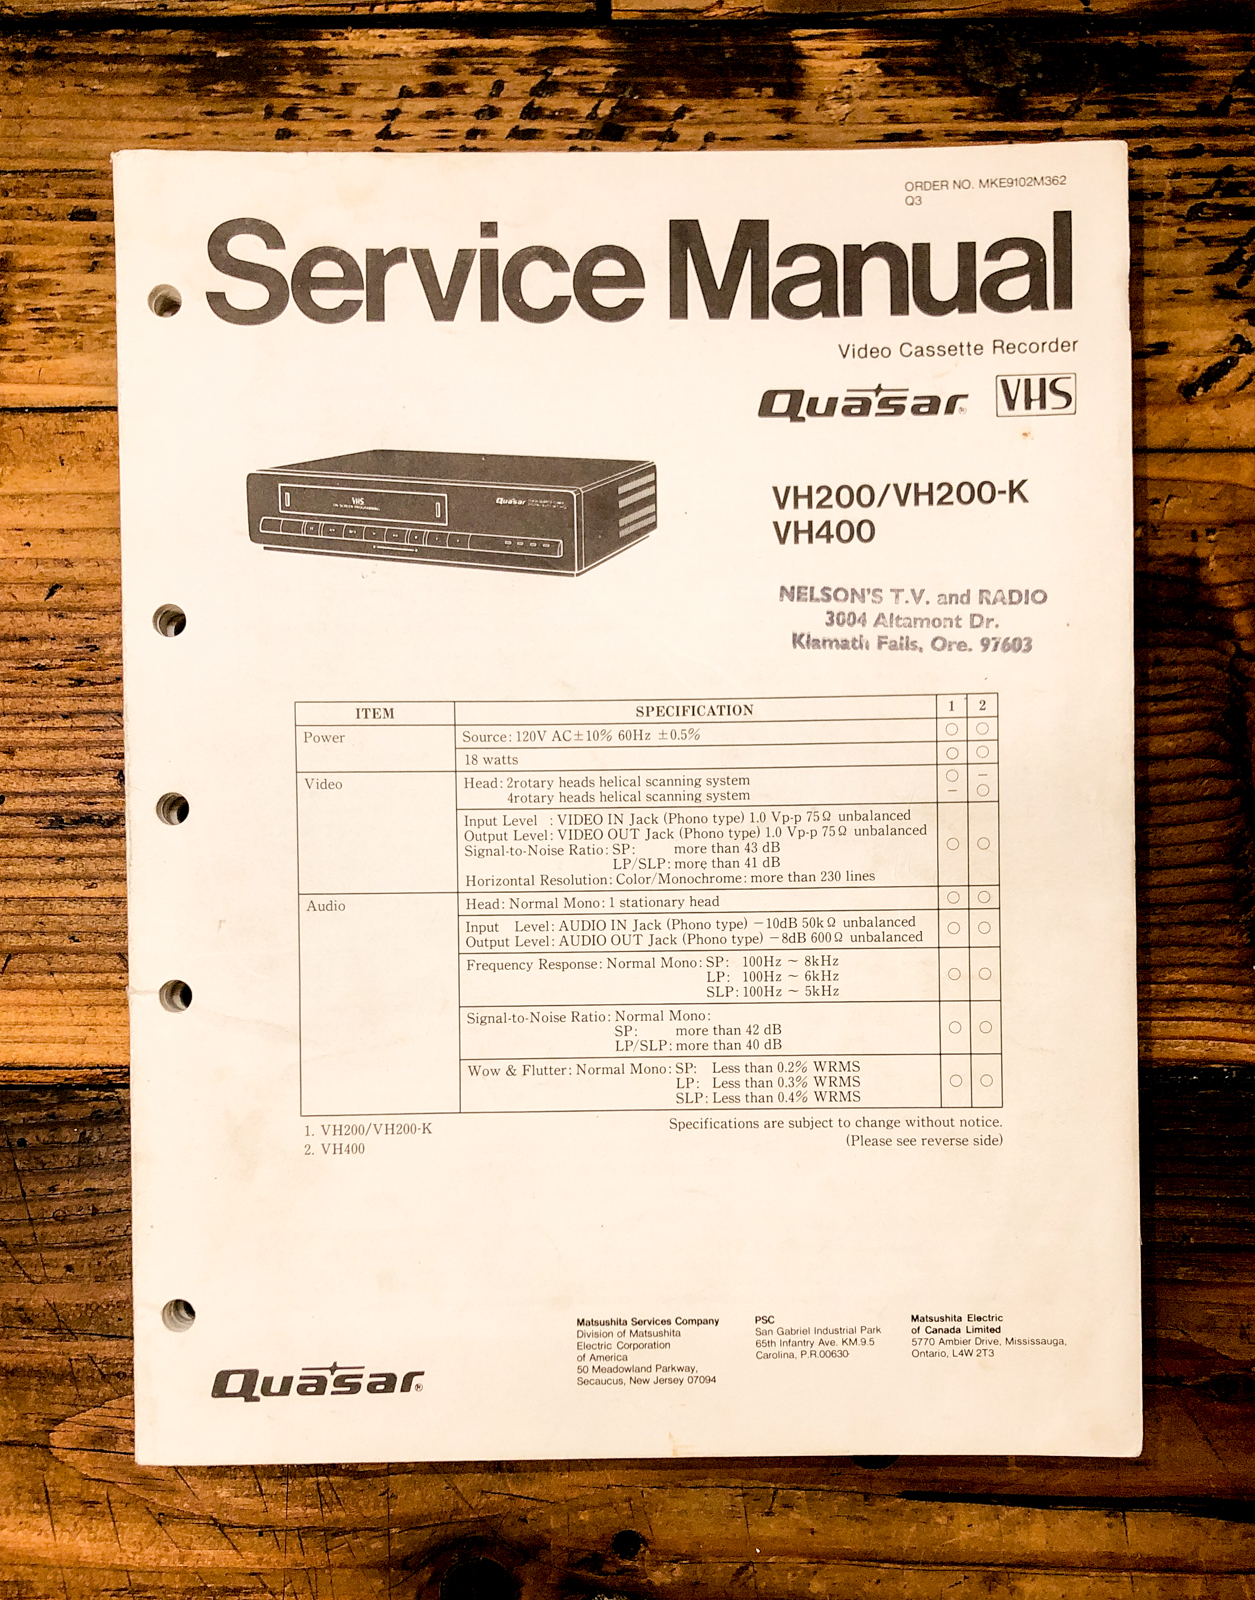 ORDER NO. MKE9102M362
Q3
Service Manual
Video Cassette Recorder
Quasar® VHS
VHS
ON SCREEN PROGRAMMING
Quasar
VH200/VH200-K
VH400
NELSON'S T.V. and RADIO
3004 Altamont Dr.
Klamath Falls, Ore. 97603
ITEM SPECIFICATION 1 2
Power Source: 120V AC±10% 60Hz ±0.5% ○ ○
18 watts ○ ○
Video Head: 2rotary heads helical scanning system ○ –
4rotary heads helical scanning system – ○
Input Level : VIDEO IN Jack (Phono type) 1.0 Vp-p 75Ω unbalanced
Output Level: VIDEO OUT Jack (Phono type) 1.0 Vp-p 75Ω unbalanced
Signal-to-Noise Ratio: SP: more than 43 dB ○ ○
LP/SLP: more than 41 dB
Horizontal Resolution: Color/Monochrome: more than 230 lines
Audio Head: Normal Mono: 1 stationary head ○ ○
Input Level: AUDIO IN Jack (Phono type) −10dB 50kΩ unbalanced ○ ○
Output Level: AUDIO OUT Jack (Phono type) −8dB 600Ω unbalanced
Frequency Response: Normal Mono: SP: 100Hz ~ 8kHz
LP: 100Hz ~ 6kHz ○ ○
SLP: 100Hz ~ 5kHz
Signal-to-Noise Ratio: Normal Mono:
SP: more than 42 dB ○ ○
LP/SLP: more than 40 dB
Wow & Flutter: Normal Mono: SP: Less than 0.2% WRMS
LP: Less than 0.3% WRMS ○ ○
SLP: Less than 0.4% WRMS
1. VH200/VH200-K
2. VH400
Specifications are subject to change without notice.
(Please see reverse side)
Quasar®
Matsushita Services Company
Division of Matsushita
Electric Corporation
of America
50 Meadowland Parkway,
Secaucus, New Jersey 07094
PSC
San Gabriel Industrial Park
65th Infantry Ave. KM.9.5
Carolina, P.R.00630
Matsushita Electric
of Canada Limited
5770 Ambier Drive, Mississauga,
Ontario, L4W 2T3